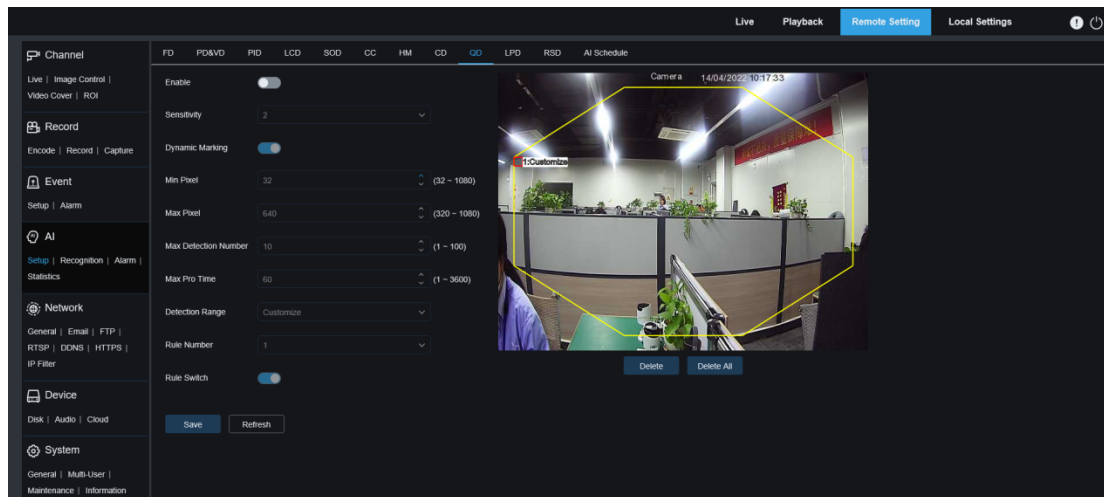 Live Playback Remote Setting Local Settings
Channel
Live | Image Control |
Video Cover | ROI
Record
Encode | Record | Capture
Event
Setup | Alarm
AI
Setup | Recognition | Alarm |
Statistics
Network
General | Email | FTP |
RTSP | DDNS | HTTPS |
IP Filter
Device
Disk | Audio | Cloud
System
General | Multi-User |
Maintenance | Information
FD PD&VD PID LCD SOD CC HM CD QD LPD RSD AI Schedule
Enable
Sensitivity 2
Dynamic Marking
Min Pixel 32 (32 ~ 1080)
Max Pixel 640 (320 ~ 1080)
Max Detection Number 10 (1 ~ 100)
Max Pro Time 60 (1 ~ 3600)
Detection Range Customize
Rule Number 1
Rule Switch
Save Refresh
Camera 14/04/2022 10:17:33
1:Customize
Delete Delete All